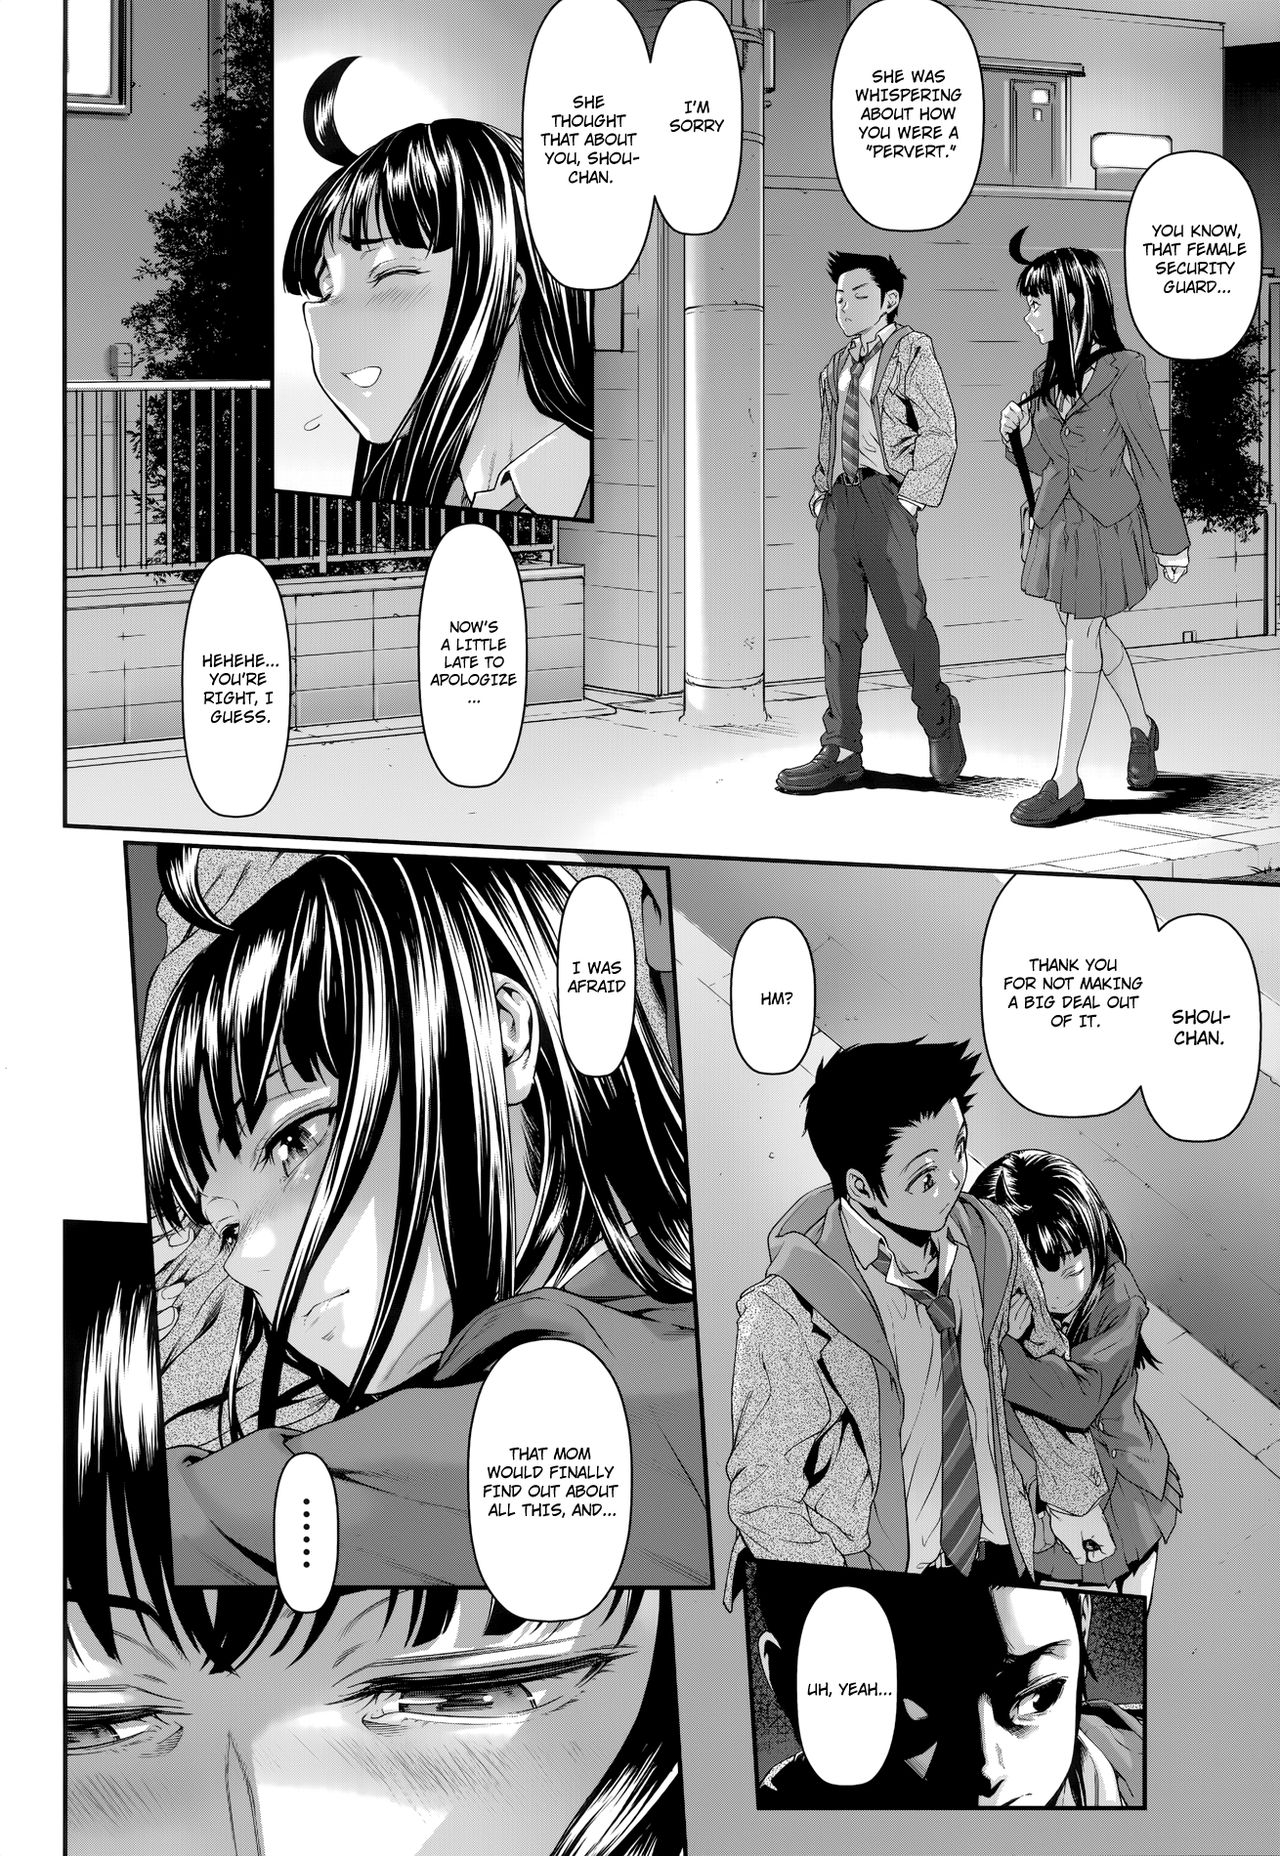 YOU KNOW,
THAT FEMALE
SECURITY
GUARD...
SHE WAS
WHISPERING
ABOUT HOW
YOU WERE A
"PERVERT."
I'M
SORRY
SHE
THOUGHT
THAT ABOUT
YOU, SHOU-
CHAN.
NOW'S
A LITTLE
LATE TO
APOLOGIZE
...
HEHEHE...
YOU'RE
RIGHT, I
GUESS.
SHOU-
CHAN.
THANK YOU
FOR NOT MAKING
A BIG DEAL OUT
OF IT.
HM?
I WAS
AFRAID
THAT MOM
WOULD FINALLY
FIND OUT ABOUT
ALL THIS, AND...
UH, YEAH...
......